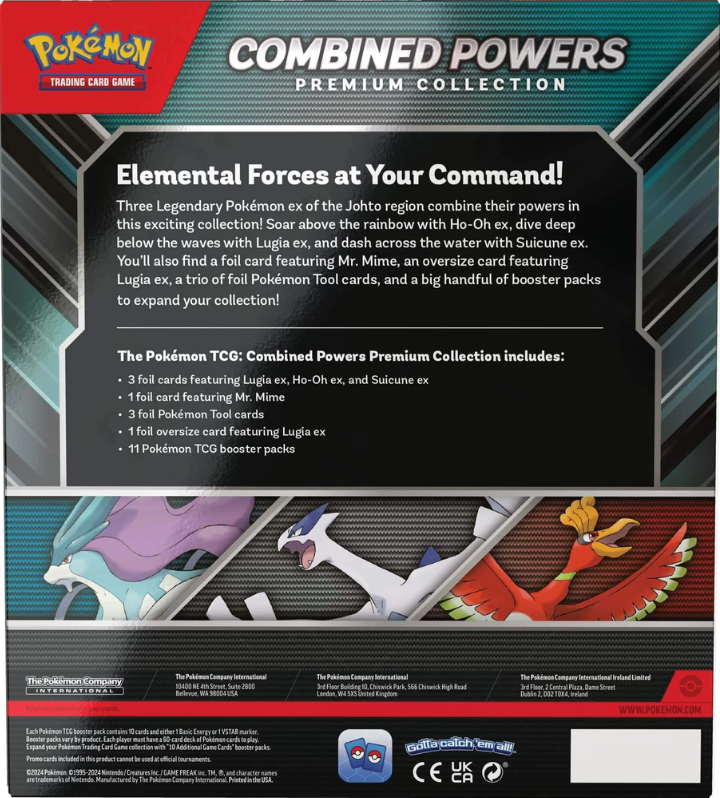 POKéMON
TRADING CARD GAME
COMBINED POWERS
PREMIUM COLLECTION
Elemental Forces at Your Command!
Three Legendary Pokémon ex of the Johto region combine their powers in
this exciting collection! Soar above the rainbow with Ho-Oh ex, dive deep
below the waves with Lugia ex, and dash across the water with Suicune ex.
You'll also find a foil card featuring Mr. Mime, an oversize card featuring
Lugia ex, a trio of foil Pokémon Tool cards, and a big handful of booster packs
to expand your collection!
The Pokémon TCG: Combined Powers Premium Collection includes:
• 3 foil cards featuring Lugia ex, Ho-Oh ex, and Suicune ex
• 1 foil card featuring Mr. Mime
• 3 foil Pokémon Tool cards
• 1 foil oversize card featuring Lugia ex
• 11 Pokémon TCG booster packs
The Pokémon Company
INTERNATIONAL
The Pokémon Company International
10400 NE 4th Street, Suite 2800
Bellevue, WA 98004 USA
The Pokémon Company International
3rd Floor Building 10, Chiswick Park, 566 Chiswick High Road
London, W4 5XS United Kingdom
The Pokémon Company International Ireland Limited
3rd Floor, 2 Central Plaza, Dame Street
Dublin 2, D02 T0X4, Ireland
WWW.POKEMON.COM
Each Pokémon TCG booster pack contains 10 cards and either 1 Basic Energy or 1 VSTAR marker.
Booster packs vary by product. Each player must have a 60-card deck of Pokémon cards to play.
Expand your Pokémon Trading Card Game collection with "10 Additional Game Cards" booster packs.
Promo cards included in this product cannot be used at official tournaments.
©2024 Pokémon. ©1995-2024 Nintendo / Creatures Inc. / GAME FREAK inc. TM, ®, and character names
are trademarks of Nintendo. Manufactured by The Pokémon Company International. Printed in the USA.
Gotta catch 'em all!
CE UK
CA